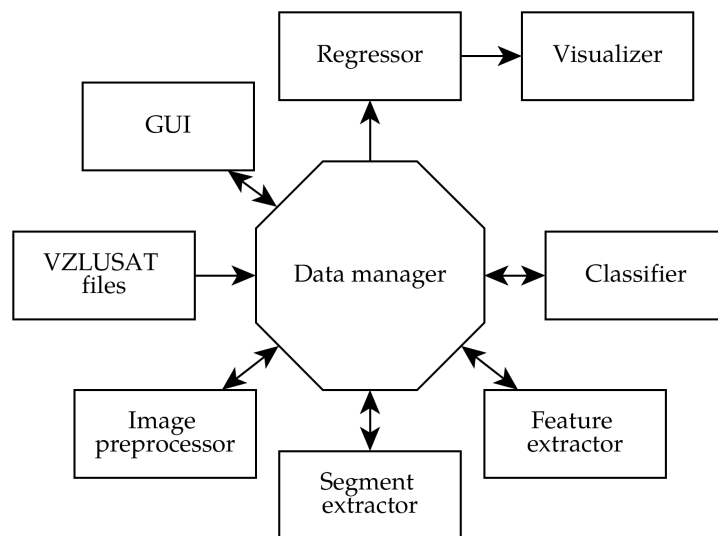 Regressor
Visualizer
GUI
VZLUSAT
files
Data manager
Classifier
Image
preprocessor
Feature
extractor
Segment
extractor